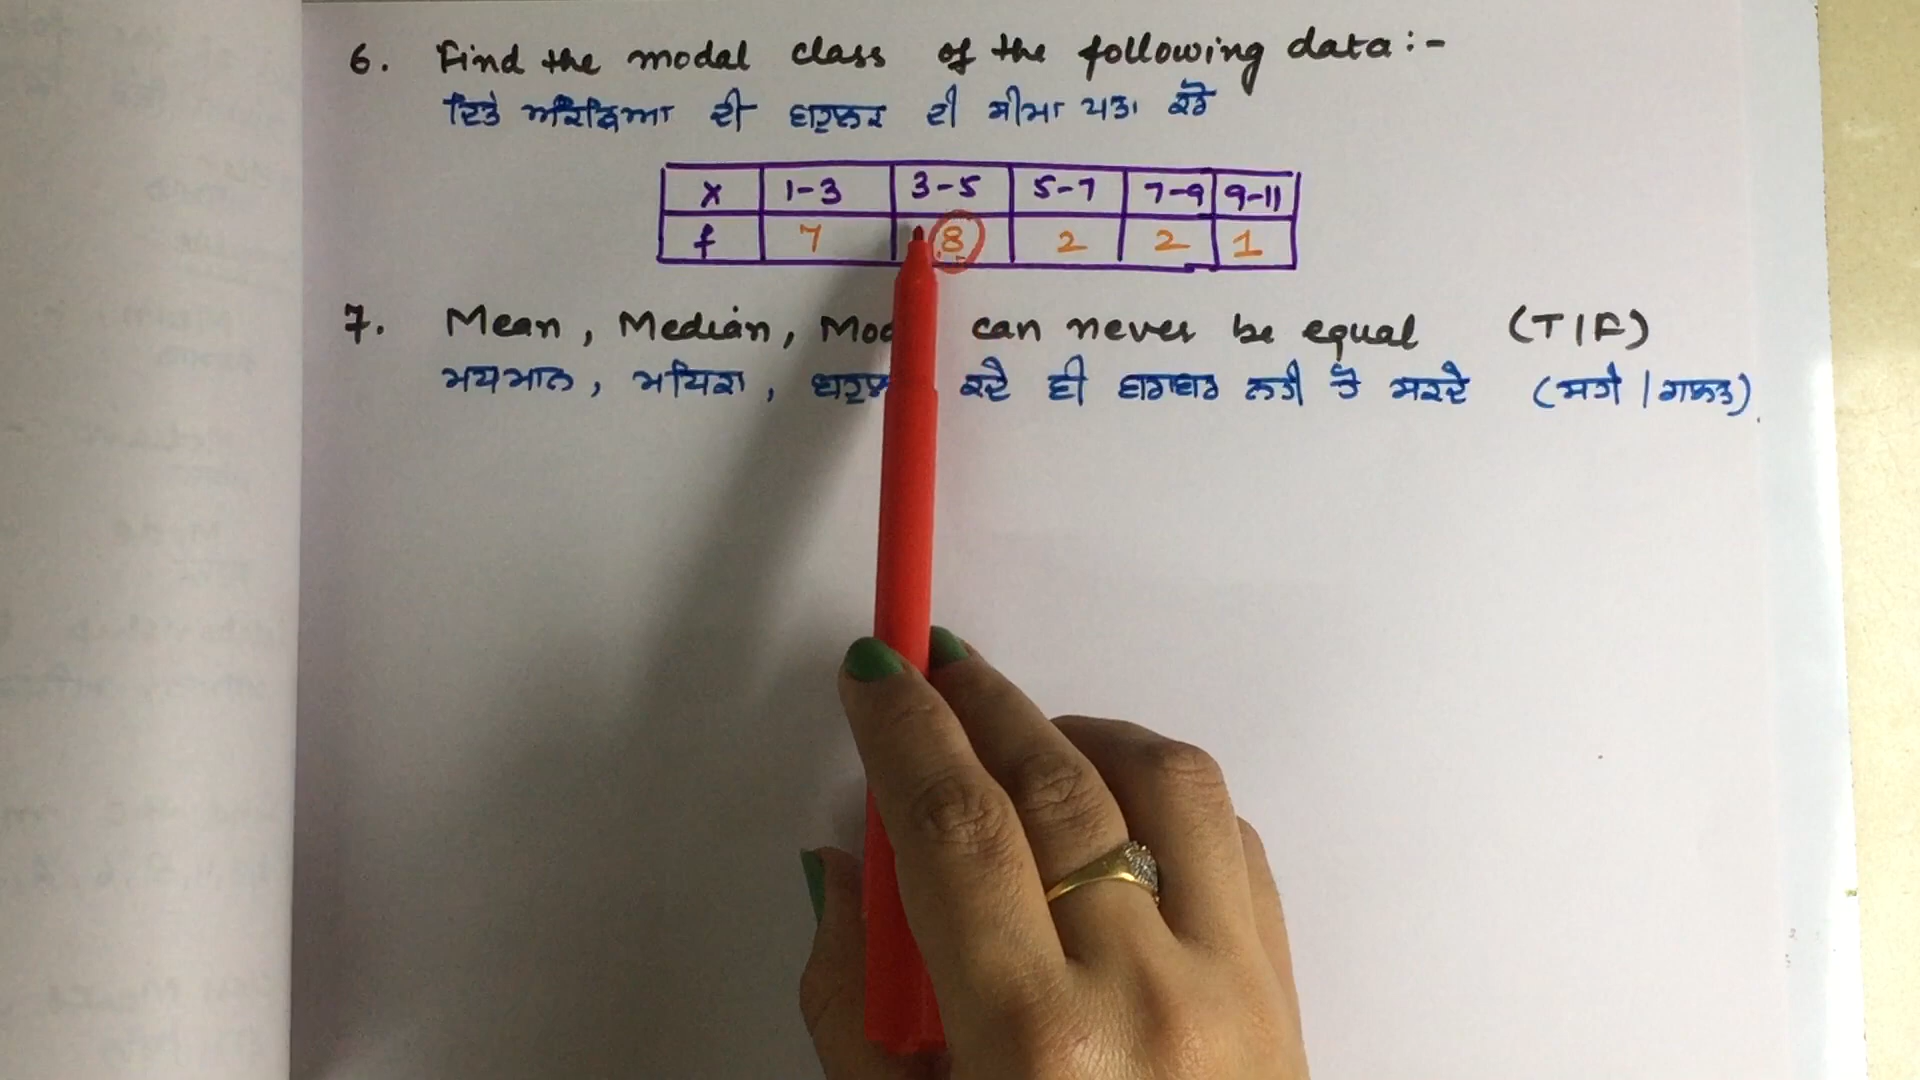 6. Find the modal class of the following data:-
ਦਿੱਤੇ ਅੰਕੜਿਆਂ ਦੀ ਬਹੁਲਕ ਦੀ ਸੀਮਾ ਪਤਾ ਕਰੋ
x 1-3 3-5 5-7 7-9 9-11
f 7 8 2 2 1
7. Mean, Median, Mod can never be equal (T/F)
ਮਧਮਾਨ, ਮਧਿਕਾ, ਕਦੇ ਹੀ ਬਰਾਬਰ ਨਹੀਂ ਹੋ ਸਕਦੇ (ਸਹੀ/ਗਲਤ)